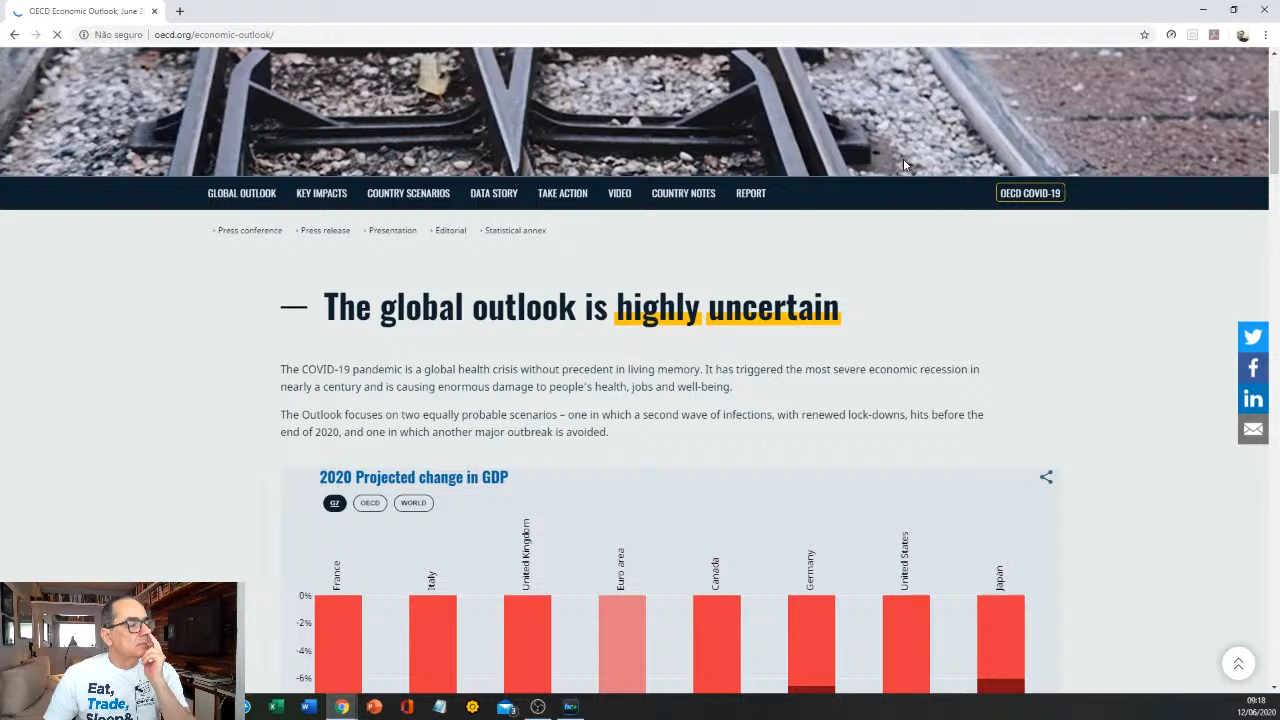 OECD Economic Outlook, June 2
Não seguro
oecd.org/economic-outlook/
GLOBAL OUTLOOK
KEY IMPACTS
COUNTRY SCENARIOS
DATA STORY
TAKE ACTION
VIDEO
COUNTRY NOTES
REPORT
OECD COVID-19
Press conference
Press release
Presentation
Editorial
Statistical annex
The global outlook is highly uncertain
The COVID-19 pandemic is a global health crisis without precedent in living memory. It has triggered the most severe economic recession in
nearly a century and is causing enormous damage to people's health, jobs and well-being.
The Outlook focuses on two equally probable scenarios – one in which a second wave of infections, with renewed lock-downs, hits before the
end of 2020, and one in which another major outbreak is avoided.
2020 Projected change in GDP
G7
OECD
WORLD
France
Italy
United Kingdom
Euro area
Canada
Germany
United States
Japan
0%
-2%
-4%
-6%
Eat,
Trade,
Sleep&
3
hc
09:18
12/06/2020